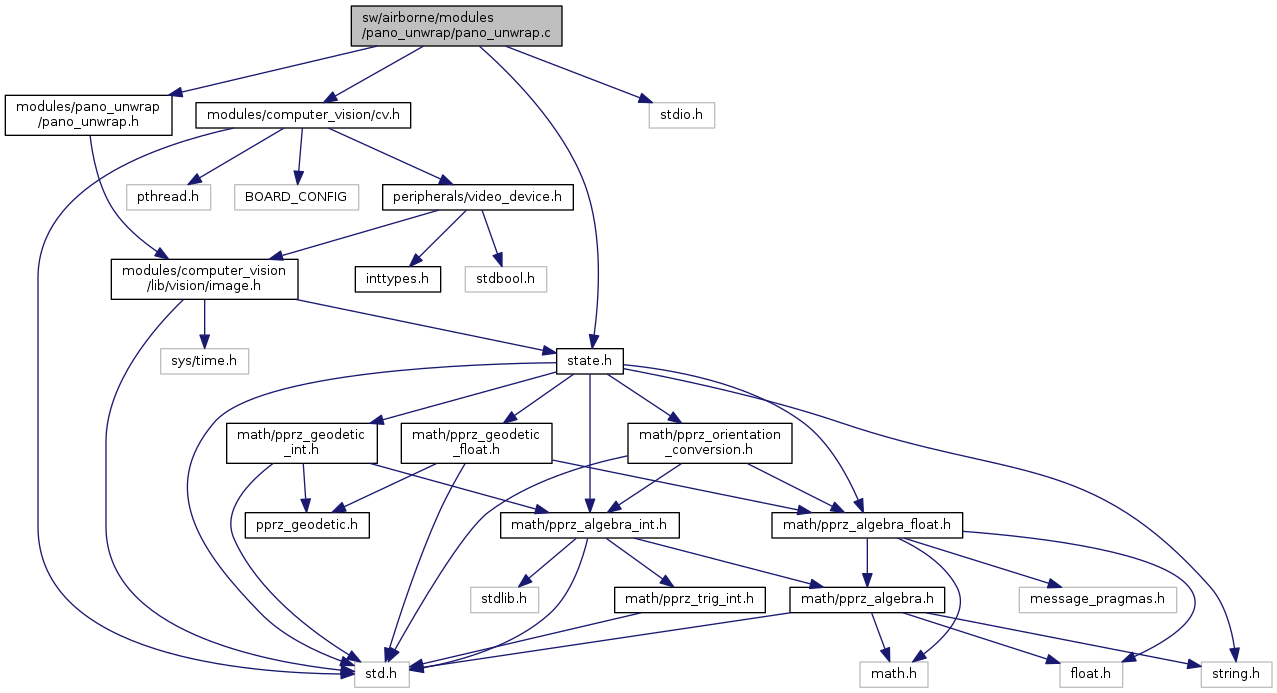 sw/airborne/modules
/pano_unwrap/pano_unwrap.c
modules/pano_unwrap
/pano_unwrap.h
modules/computer_vision/cv.h
stdio.h
pthread.h
BOARD_CONFIG
peripherals/video_device.h
modules/computer_vision
/lib/vision/image.h
inttypes.h
stdbool.h
sys/time.h
state.h
math/pprz_geodetic
_int.h
math/pprz_geodetic
_float.h
math/pprz_orientation
_conversion.h
pprz_geodetic.h
math/pprz_algebra_int.h
math/pprz_algebra_float.h
stdlib.h
math/pprz_trig_int.h
math/pprz_algebra.h
message_pragmas.h
std.h
math.h
float.h
string.h